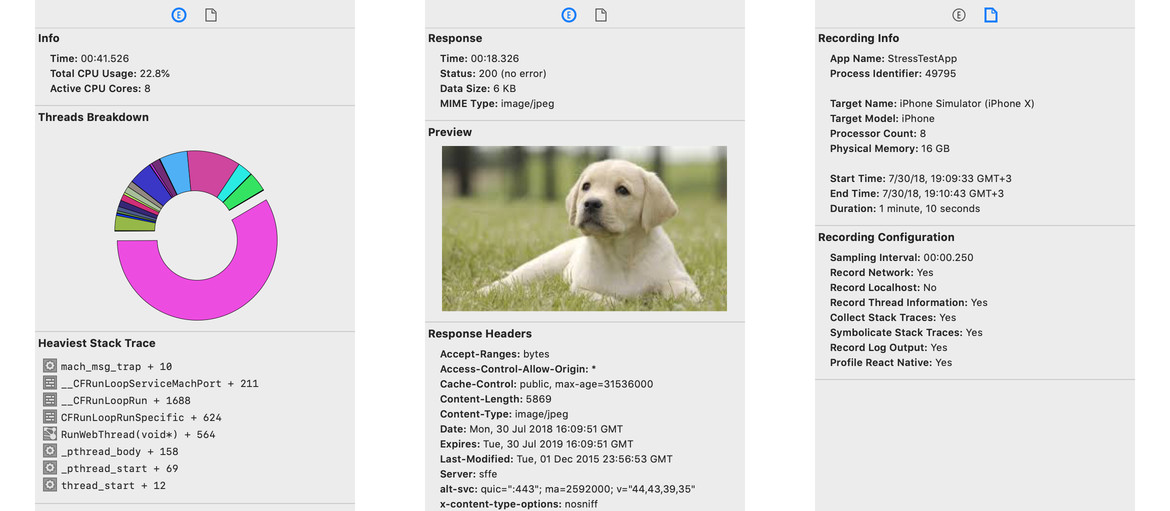 Info
Time: 00:41.526
Total CPU Usage: 22.8%
Active CPU Cores: 8
Threads Breakdown
Heaviest Stack Trace
mach_msg_trap + 10
__CFRunLoopServiceMachPort + 211
__CFRunLoopRun + 1688
CFRunLoopRunSpecific + 624
RunWebThread(void*) + 564
_pthread_body + 158
_pthread_start + 69
thread_start + 12
E
Response
Time: 00:18.326
Status: 200 (no error)
Data Size: 6 KB
MIME Type: image/jpeg
Preview
Response Headers
Accept-Ranges: bytes
Access-Control-Allow-Origin: *
Cache-Control: public, max-age=31536000
Content-Length: 5869
Content-Type: image/jpeg
Date: Mon, 30 Jul 2018 16:09:51 GMT
Expires: Tue, 30 Jul 2019 16:09:51 GMT
Last-Modified: Tue, 01 Dec 2015 23:56:53 GMT
Server: sffe
alt-svc: quic=":443"; ma=2592000; v="44,43,39,35"
x-content-type-options: nosniff
E
Recording Info
App Name: StressTestApp
Process Identifier: 49795
Target Name: iPhone Simulator (iPhone X)
Target Model: iPhone
Processor Count: 8
Physical Memory: 16 GB
Start Time: 7/30/18, 19:09:33 GMT+3
End Time: 7/30/18, 19:10:43 GMT+3
Duration: 1 minute, 10 seconds
Recording Configuration
Sampling Interval: 00:00.250
Record Network: Yes
Record Localhost: No
Record Thread Information: Yes
Collect Stack Traces: Yes
Symbolicate Stack Traces: Yes
Record Log Output: Yes
Profile React Native: Yes
E